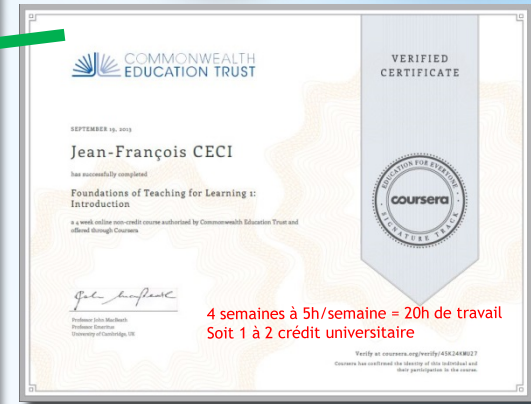 COMMONWEALTH
EDUCATION TRUST
VERIFIED
CERTIFICATE
SEPTEMBER 19, 2013
Jean-François CECI
has successfully completed
Foundations of Teaching for Learning 1:
Introduction
a 4 week online non-credit course authorized by Commonwealth Education Trust and
offered through Coursera
EDUCATION FOR EVERYONE
coursera
SIGNATURE TRACK
4 semaines à 5h/semaine = 20h de travail
Soit 1 à 2 crédit universitaire
Professor John MacBeath
Professor Emeritus
University of Cambridge, UK
Verify at coursera.org/verify/
Coursera has confirmed the identity of this individual and
their participation in the course.